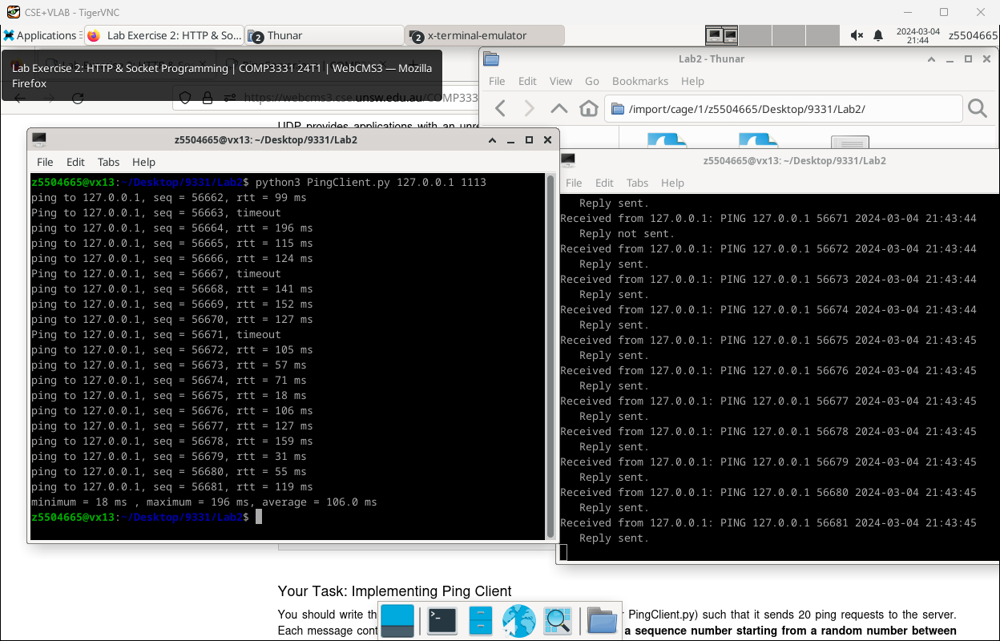 CSE+VLAB - TigerVNC
Applications
Lab Exercise 2: HTTP & So...
2 Thunar
2 x-terminal-emulator
2024-03-04
21:44
z5504665
Lab Exercise 2: HTTP & Socket Programming | COMP3331 24T1 | WebCMS3 — Mozilla
Firefox
https://webcms3.cse.unsw.edu.au/COMP333
UDP provides applications with an unre
Lab2 - Thunar
File Edit View Go Bookmarks Help
/import/cage/1/z5504665/Desktop/9331/Lab2/
z5504665@vx13: ~/Desktop/9331/Lab2
File Edit Tabs Help
z5504665@vx13:~/Desktop/9331/Lab2$ python3 PingClient.py 127.0.0.1 1113
ping to 127.0.0.1, seq = 56662, rtt = 99 ms
Ping to 127.0.0.1, seq = 56663, timeout
ping to 127.0.0.1, seq = 56664, rtt = 196 ms
ping to 127.0.0.1, seq = 56665, rtt = 115 ms
ping to 127.0.0.1, seq = 56666, rtt = 124 ms
Ping to 127.0.0.1, seq = 56667, timeout
ping to 127.0.0.1, seq = 56668, rtt = 141 ms
ping to 127.0.0.1, seq = 56669, rtt = 152 ms
ping to 127.0.0.1, seq = 56670, rtt = 127 ms
Ping to 127.0.0.1, seq = 56671, timeout
ping to 127.0.0.1, seq = 56672, rtt = 105 ms
ping to 127.0.0.1, seq = 56673, rtt = 57 ms
ping to 127.0.0.1, seq = 56674, rtt = 71 ms
ping to 127.0.0.1, seq = 56675, rtt = 18 ms
ping to 127.0.0.1, seq = 56676, rtt = 106 ms
ping to 127.0.0.1, seq = 56677, rtt = 127 ms
ping to 127.0.0.1, seq = 56678, rtt = 159 ms
ping to 127.0.0.1, seq = 56679, rtt = 31 ms
ping to 127.0.0.1, seq = 56680, rtt = 55 ms
ping to 127.0.0.1, seq = 56681, rtt = 119 ms
minimum = 18 ms , maximum = 196 ms, average = 106.0 ms
z5504665@vx13:~/Desktop/9331/Lab2$
z5504665@vx13: ~/Desktop/9331/Lab2
File Edit Tabs Help
Reply sent.
Received from 127.0.0.1: PING 127.0.0.1 56671 2024-03-04 21:43:44
Reply not sent.
Received from 127.0.0.1: PING 127.0.0.1 56672 2024-03-04 21:43:44
Reply sent.
Received from 127.0.0.1: PING 127.0.0.1 56673 2024-03-04 21:43:44
Reply sent.
Received from 127.0.0.1: PING 127.0.0.1 56674 2024-03-04 21:43:44
Reply sent.
Received from 127.0.0.1: PING 127.0.0.1 56675 2024-03-04 21:43:45
Reply sent.
Received from 127.0.0.1: PING 127.0.0.1 56676 2024-03-04 21:43:45
Reply sent.
Received from 127.0.0.1: PING 127.0.0.1 56677 2024-03-04 21:43:45
Reply sent.
Received from 127.0.0.1: PING 127.0.0.1 56678 2024-03-04 21:43:45
Reply sent.
Received from 127.0.0.1: PING 127.0.0.1 56679 2024-03-04 21:43:45
Reply sent.
Received from 127.0.0.1: PING 127.0.0.1 56680 2024-03-04 21:43:45
Reply sent.
Received from 127.0.0.1: PING 127.0.0.1 56681 2024-03-04 21:43:45
Reply sent.
Your Task: Implementing Ping Client
You should write th PingClient.py) such that it sends 20 ping requests to the server.
Each message cont a sequence number starting from a random number between